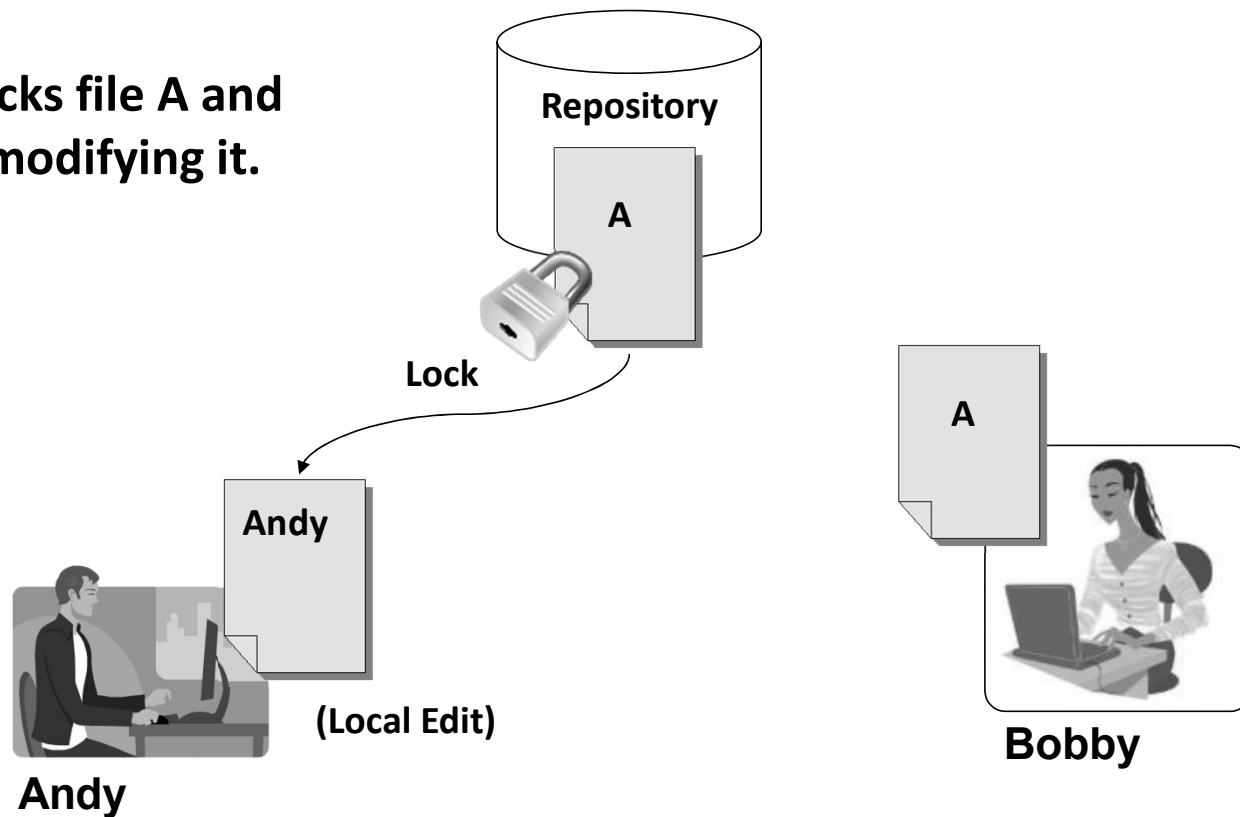 cks file A and
modifying it.
Repository
A
Lock
A
Andy
(Local Edit)
Bobby
Andy